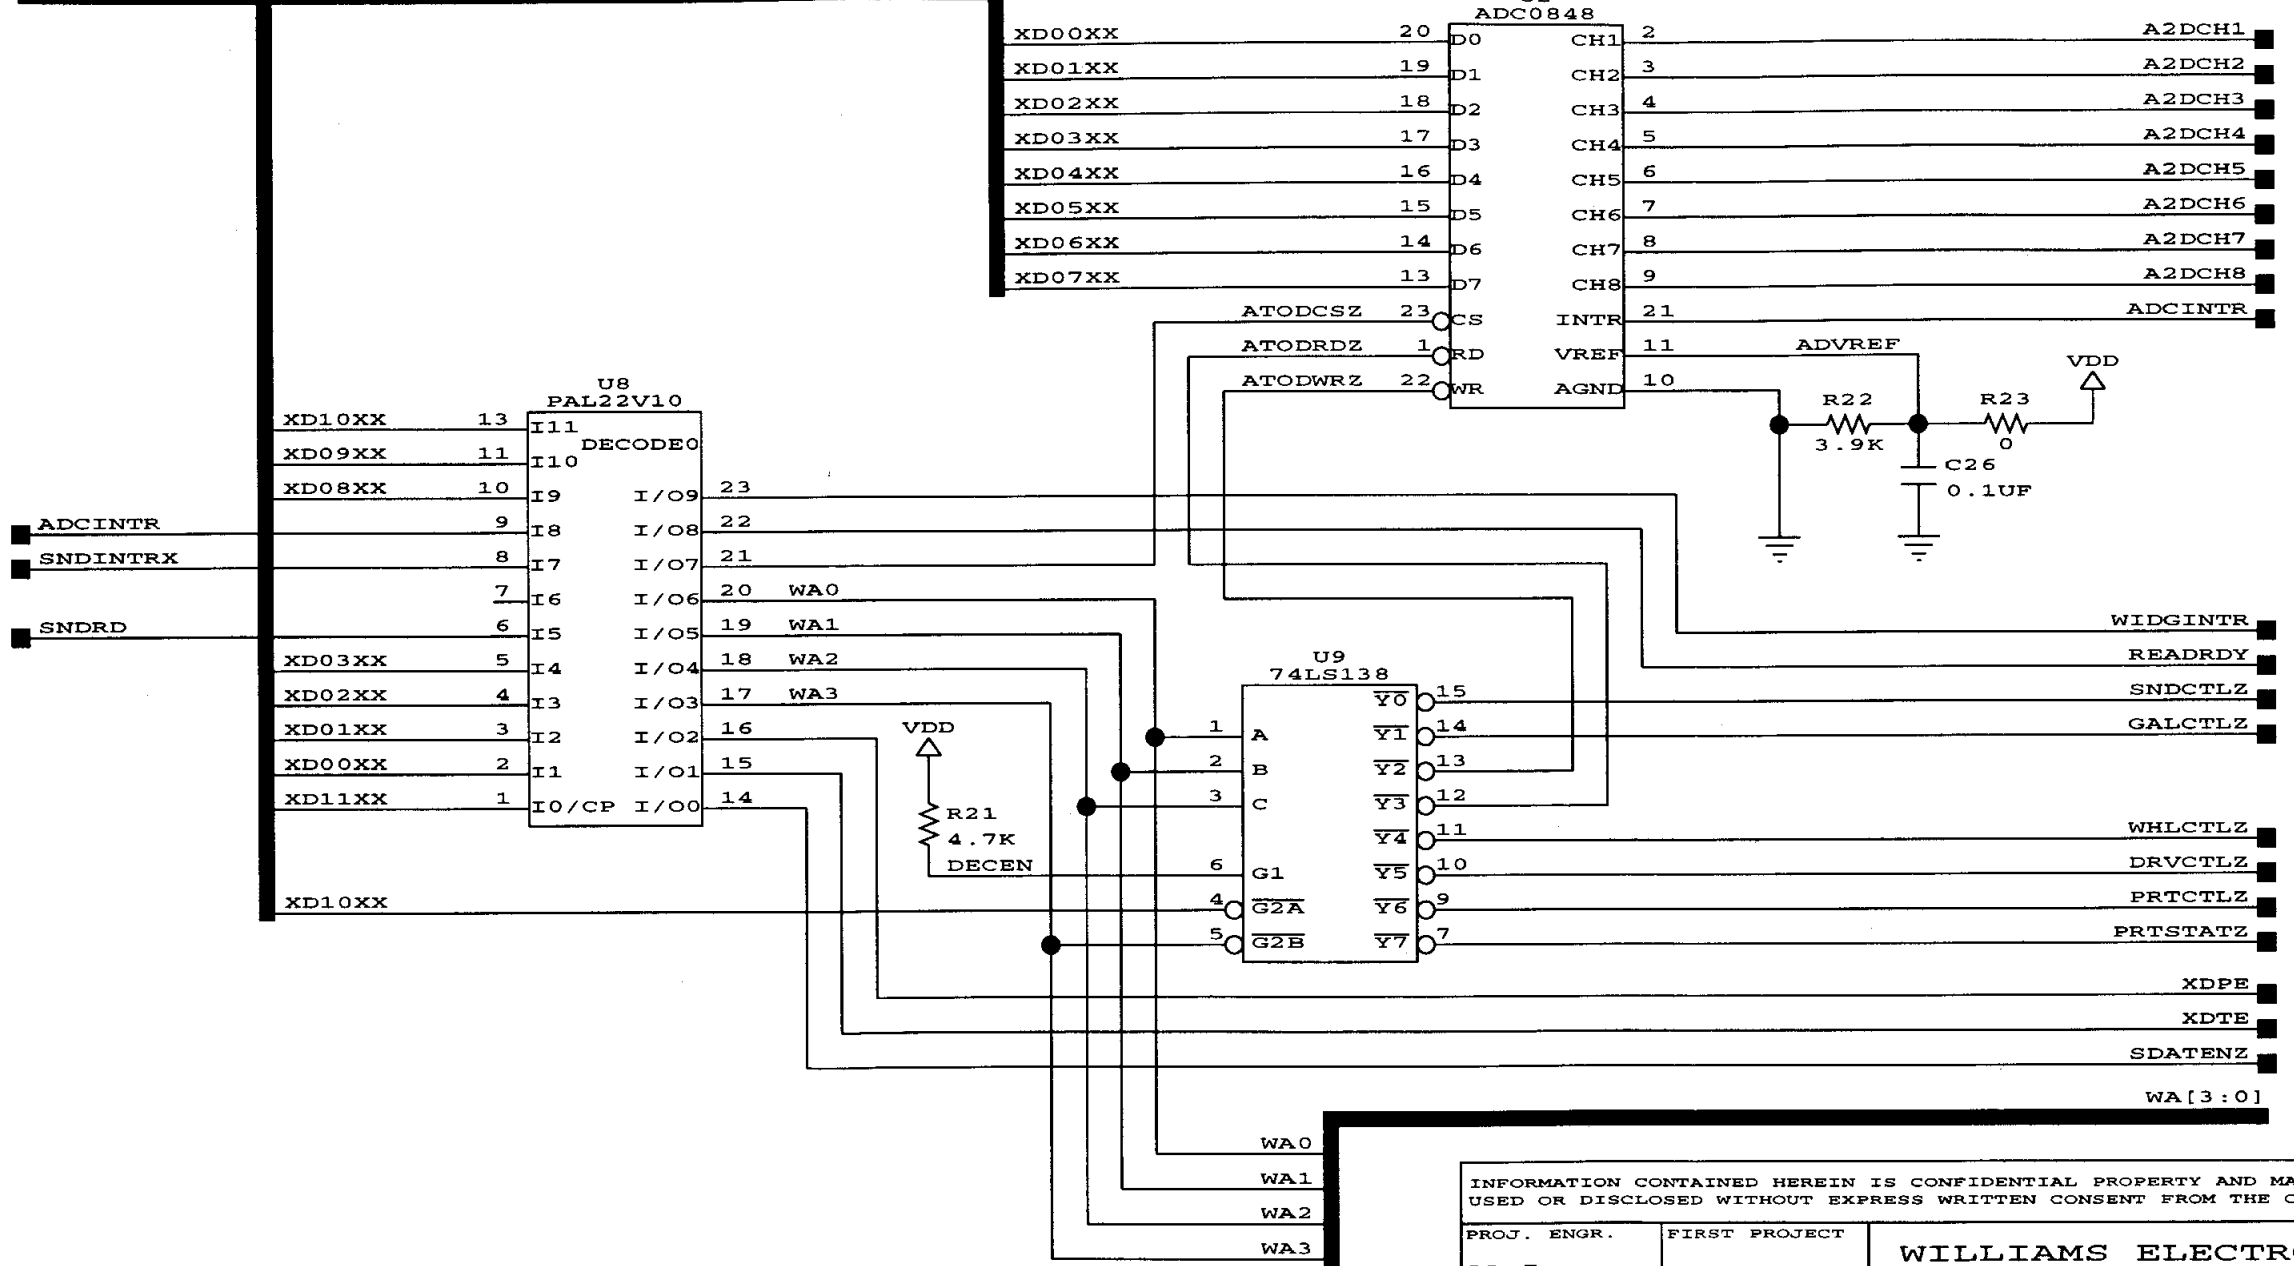 ADC0848
XD00XX 20 D0 CH1 2 A2DCH1
XD01XX 19 D1 CH2 3 A2DCH2
XD02XX 18 D2 CH3 4 A2DCH3
XD03XX 17 D3 CH4 5 A2DCH4
XD04XX 16 D4 CH5 6 A2DCH5
XD05XX 15 D5 CH6 7 A2DCH6
XD06XX 14 D6 CH7 8 A2DCH7
XD07XX 13 D7 CH8 9 A2DCH8
ATODCSZ 23 CS INTR 21 ADCINTR
ATODRDZ 1 RD VREF 11 ADVREF
VDD
ATODWRZ 22 WR AGND 10
R22 R23
3.9K 0
C26
0.1UF
U8
PAL22V10
DECODE0
XD10XX 13 I11
XD09XX 11 I10
XD08XX 10 I9 I/O9 23
ADCINTR 9 I8 I/O8 22
SNDINTRX 8 I7 I/O7 21
7 I6 I/O6 20 WA0
SNDRD 6 I5 I/O5 19 WA1
XD03XX 5 I4 I/O4 18 WA2
XD02XX 4 I3 I/O3 17 WA3
XD01XX 3 I2 I/O2 16
XD00XX 2 I1 I/O1 15
XD11XX 1 I0/CP I/O0 14
VDD
R21
4.7K
DECEN
XD10XX
WIDGINTR
READRDY
U9
74LS138
Y0 15 SNDCTLZ
1 A Y1 14 GALCTLZ
2 B Y2 13
3 C Y3 12
Y4 11 WHLCTLZ
6 G1 Y5 10 DRVCTLZ
4 G2A Y6 9 PRTCTLZ
5 G2B Y7 7 PRTSTATZ
XDPE
XDTE
SDATENZ
WA[3:0]
WA0
WA1
WA2
WA3
INFORMATION CONTAINED HEREIN IS CONFIDENTIAL PROPERTY AND
USED OR DISCLOSED WITHOUT EXPRESS WRITTEN CONSENT FROM THE
PROJ. ENGR. FIRST PROJECT
WILLIAMS